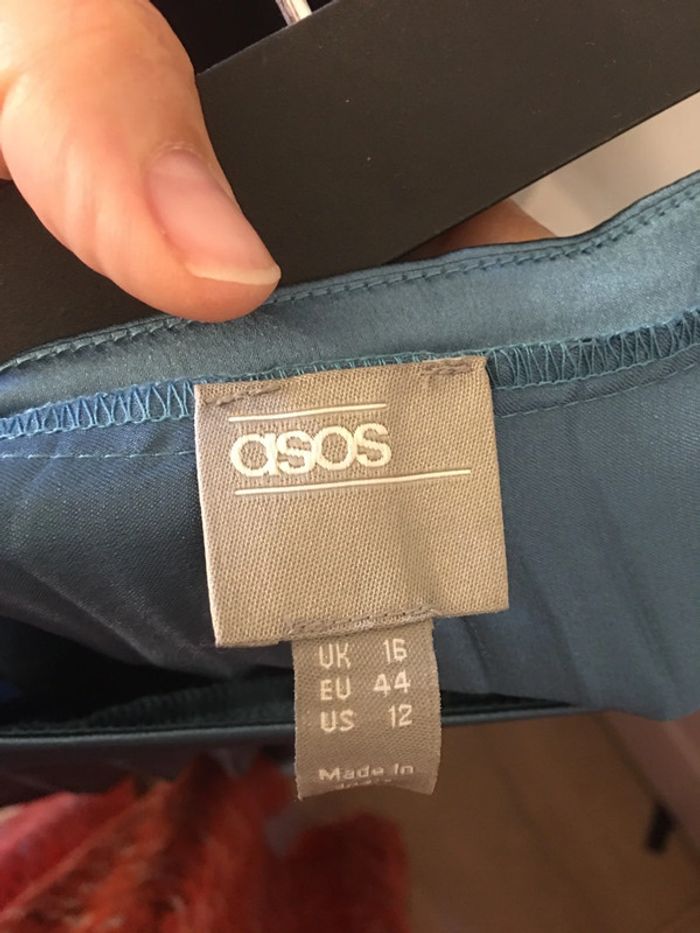 asos
UK 16
EU 44
US 12
Made In